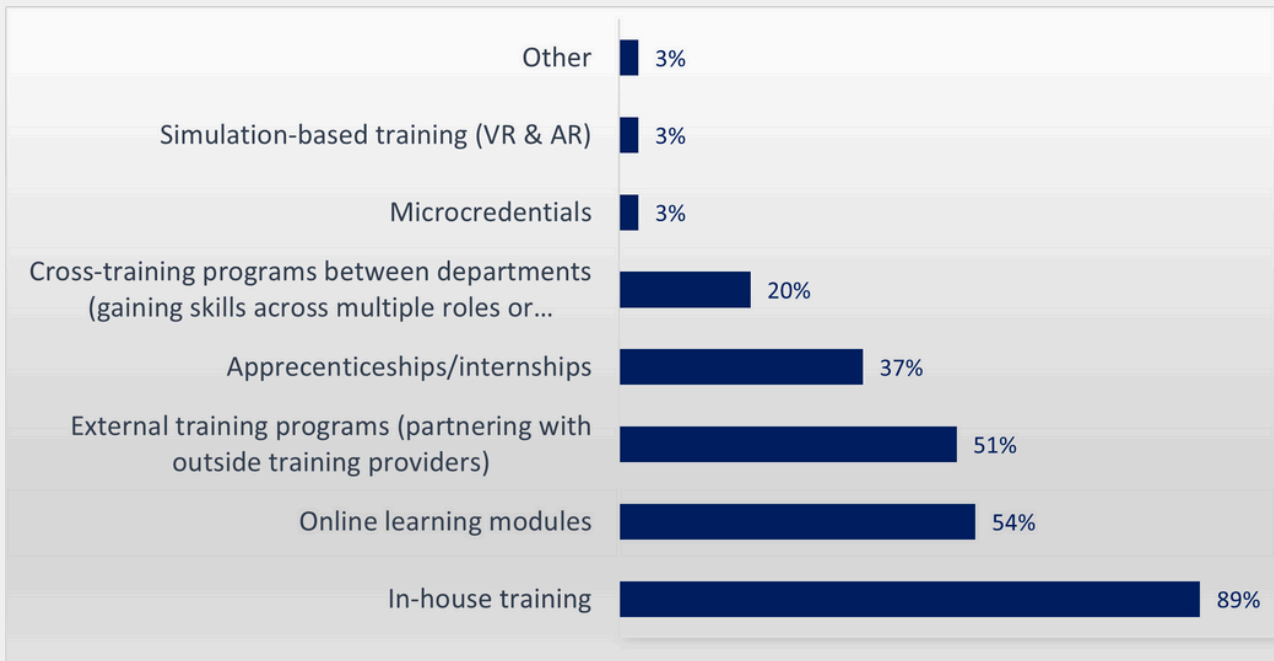 Other
3%
Simulation-based training (VR & AR)
3%
Microcredentials
3%
Cross-training programs between departments
(gaining skills across multiple roles or...
20%
Apprecenticeships/internships
37%
External training programs (partnering with
outside training providers)
51%
Online learning modules
54%
In-house training
89%